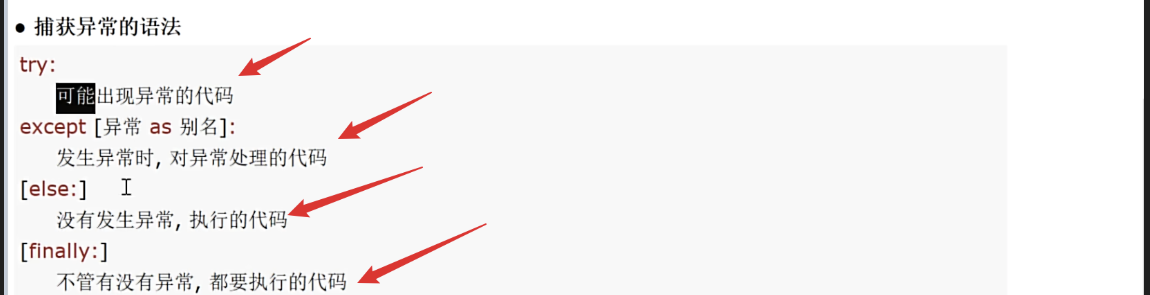 ● 捕获异常的语法
try:
可能出现异常的代码
except [异常 as 别名]:
发生异常时, 对异常处理的代码
[else:]
没有发生异常, 执行的代码
[finally:]
不管有没有异常, 都要执行的代码